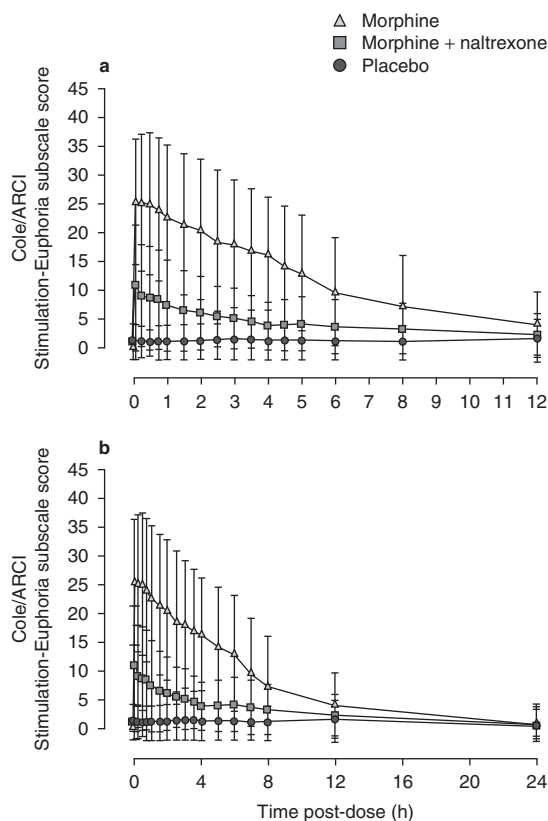 Morphine
Morphine + naltrexone
Placebo
a
Cole/ARCI
Stimulation-Euphoria subscale score
45
40
35
30
25
20
15
10
5
0
0 1 2 3 4 5 6 7 8 9 10 11 12
b
Cole/ARCI
Stimulation-Euphoria subscale score
45
40
35
30
25
20
15
10
5
0
0 4 8 12 16 20 24
Time post-dose (h)